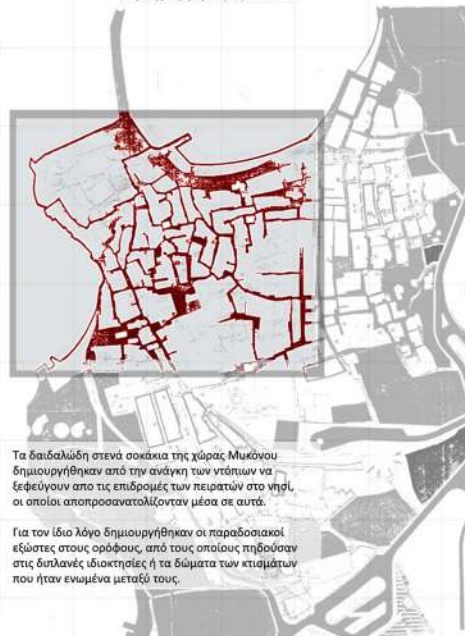 Τα δαιδαλώδη στενά σοκάκια της χώρας Μυκόνου
δημιουργήθηκαν από την ανάγκη των ντόπιων να
ξεφεύγουν απο τις επιδρομές των πειρατών στο νησί,
οι οποίοι αποπροσανατολίζονταν μέσα σε αυτά.
Για τον ίδιο λόγο δημιουργήθηκαν οι παραδοσιακοί
εξώστες στους ορόφους, από τους οποίους πηδούσαν
στις διπλανές ιδιοκτησίες ή τα δώματα των κτισμάτων
που ήταν ενωμένα μεταξύ τους.